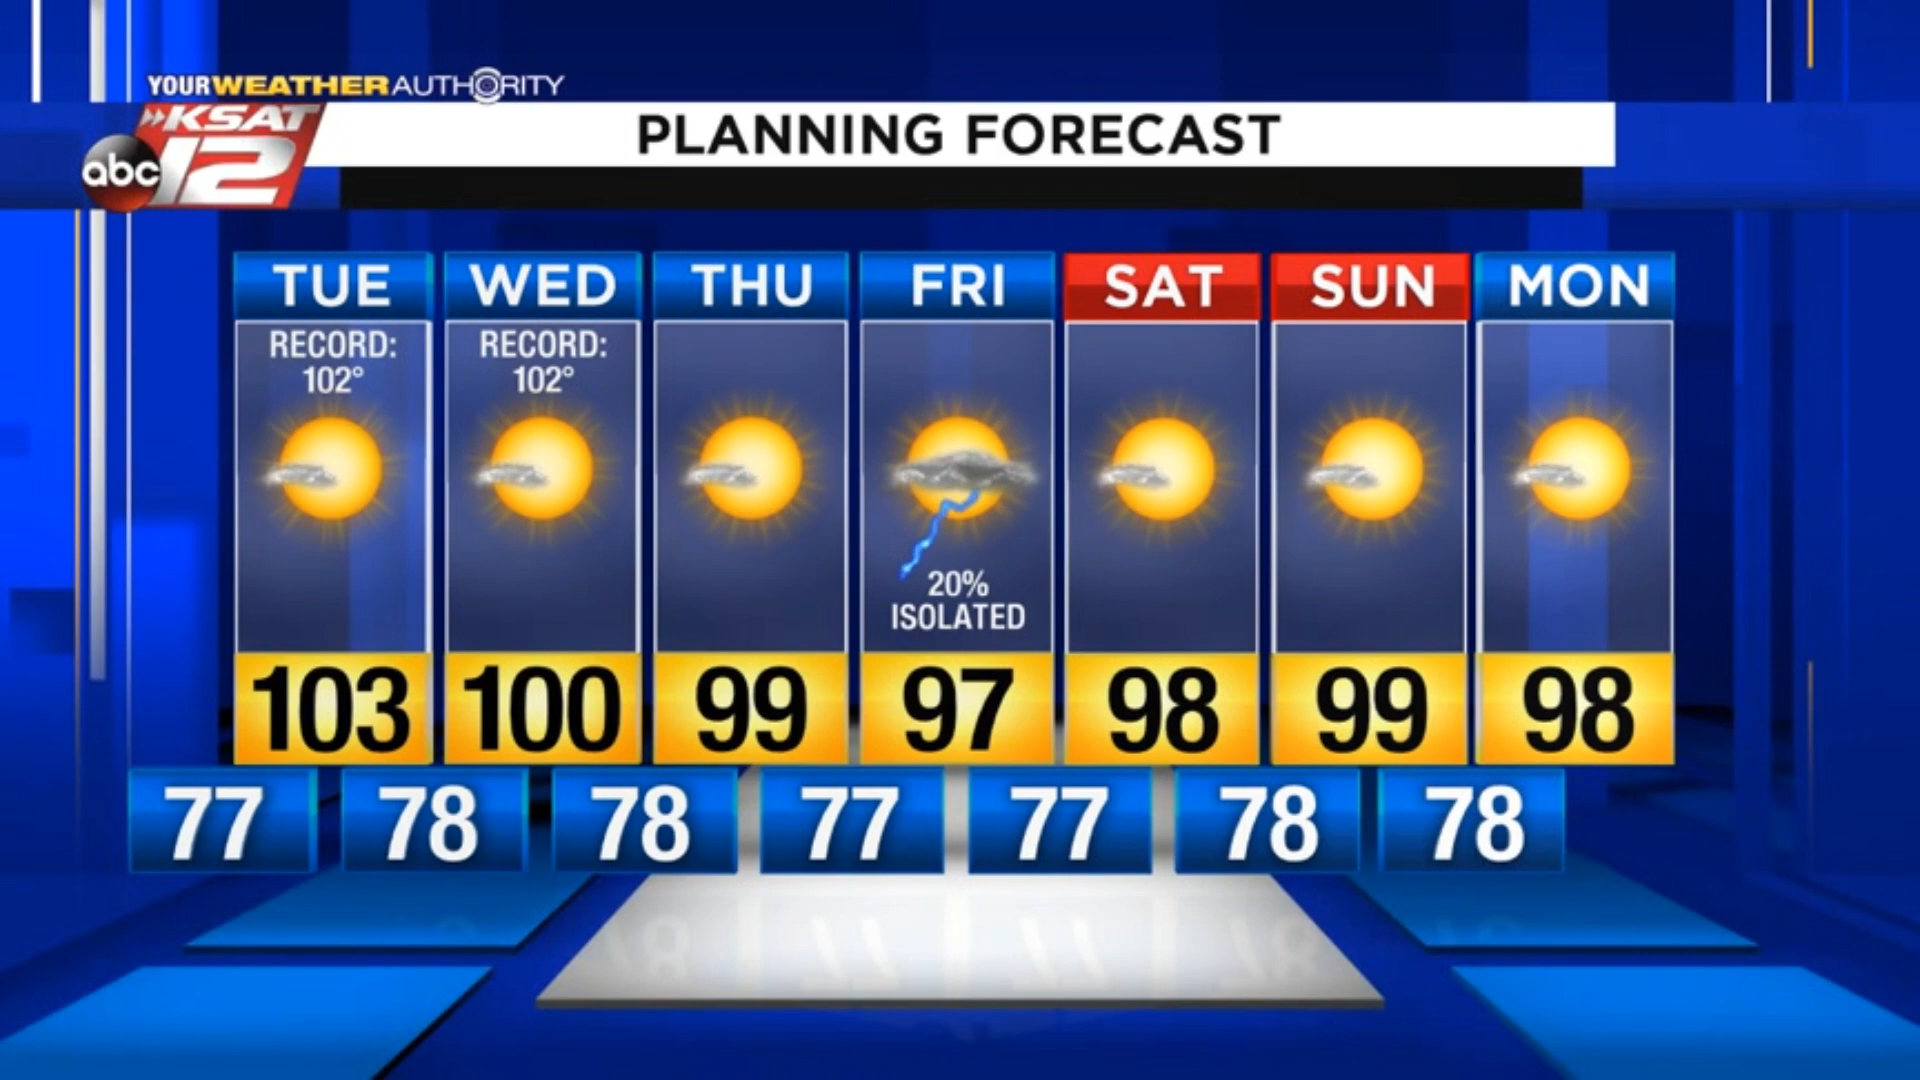 YOURWEATHERAUTHORITY
KSAT
abc 12
PLANNING FORECAST
TUE WED THU FRI SAT SUN MON
RECORD: RECORD:
102° 102°
20%
ISOLATED
103 100 99 97 98 99 98
77 78 78 77 77 78 78